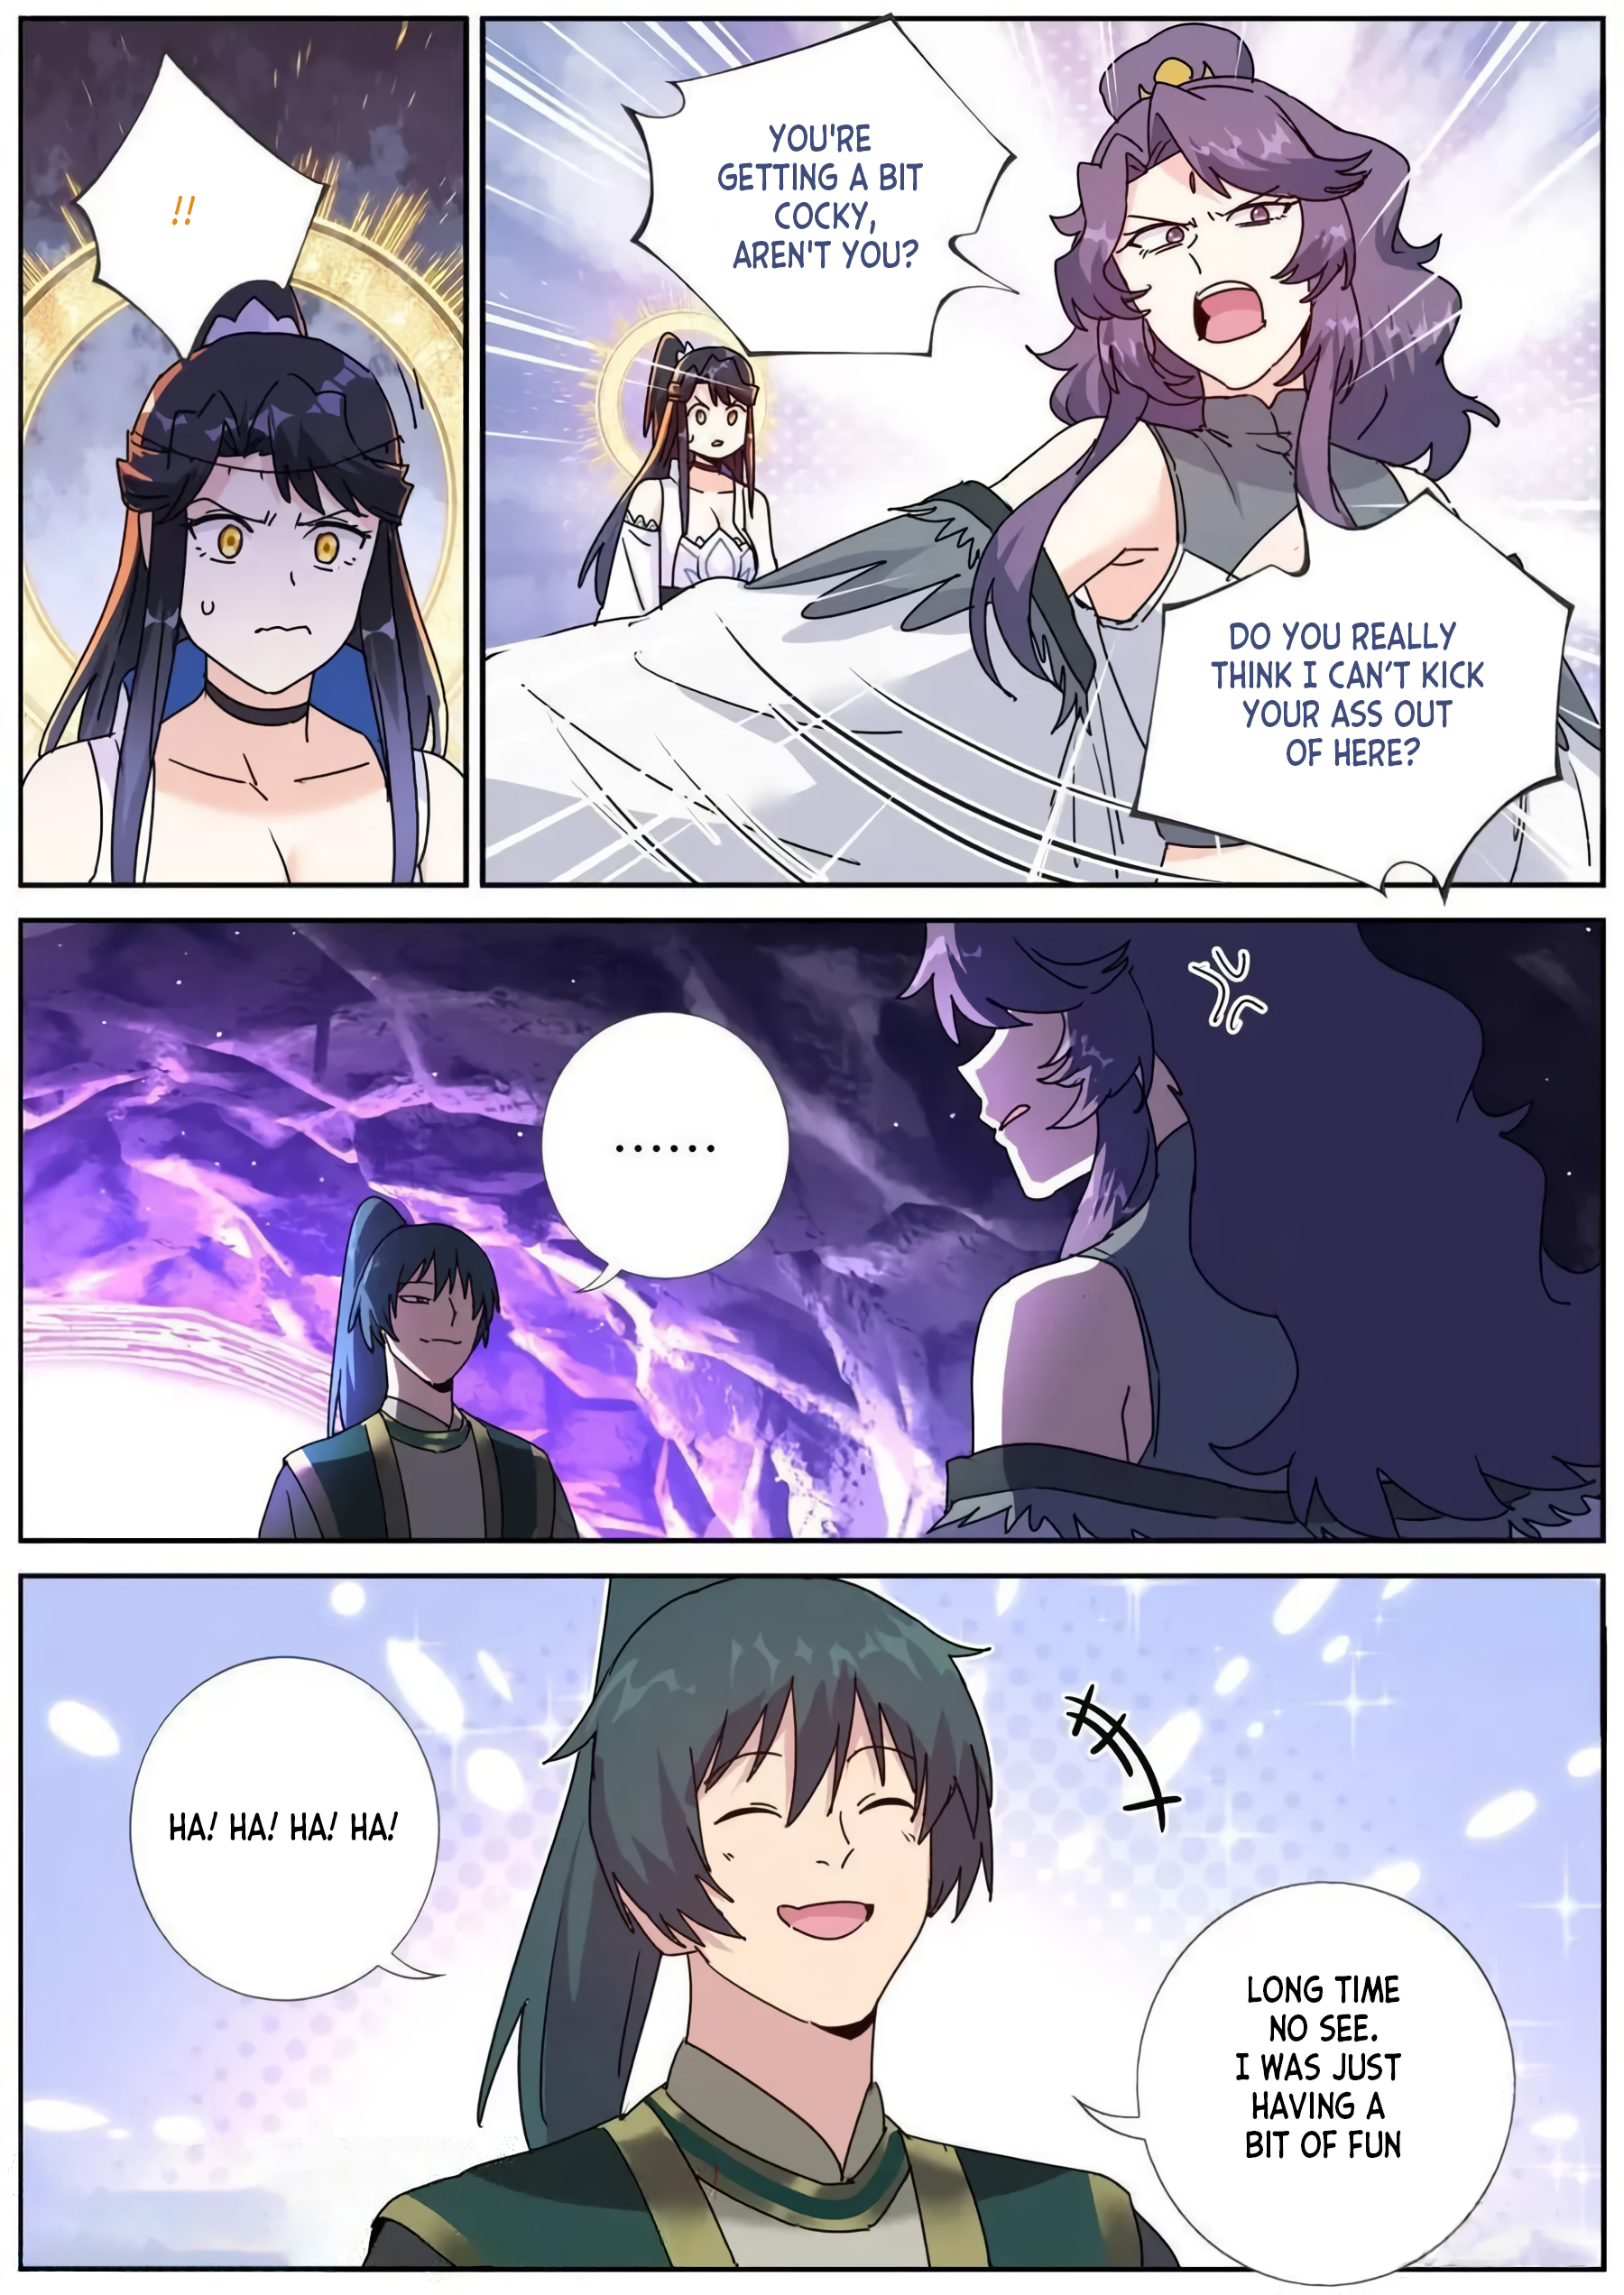 !!
YOU'RE
GETTING A BIT
COCKY,
AREN'T YOU?
DO YOU REALLY
THINK I CAN'T KICK
YOUR ASS OUT
OF HERE?
......
HA! HA! HA! HA!
LONG TIME
NO SEE.
I WAS JUST
HAVING A
BIT OF FUN